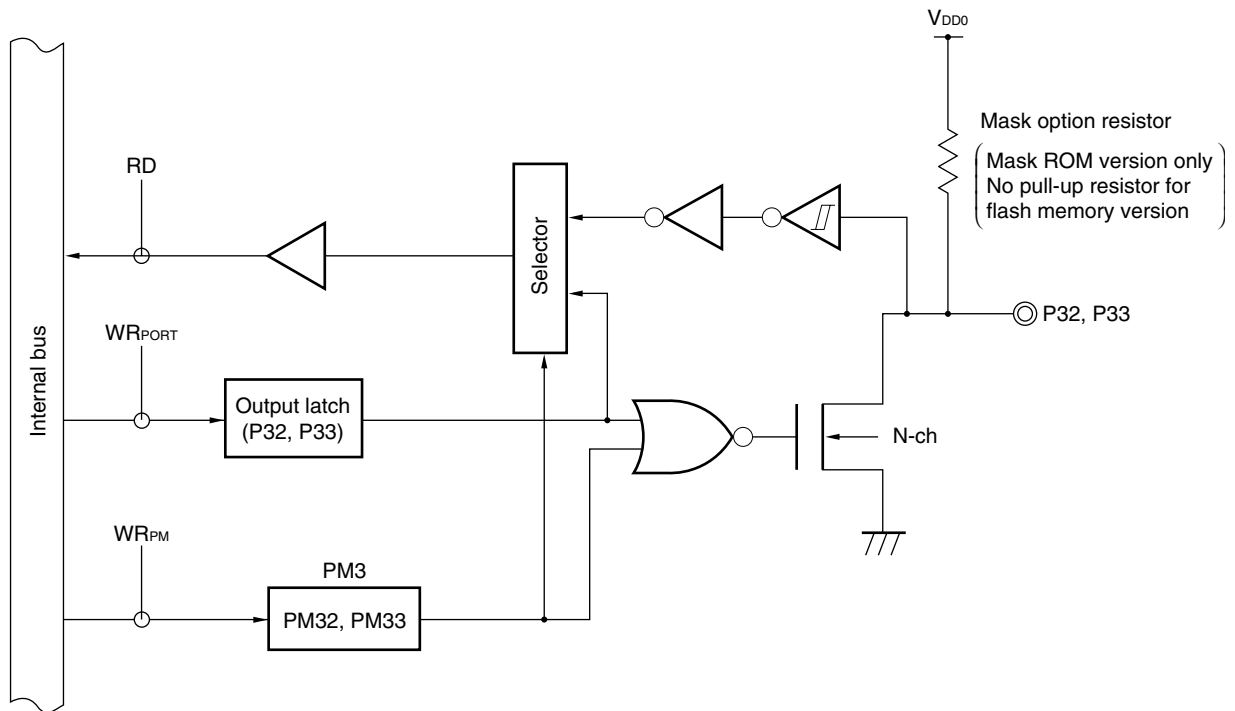 VDD0
Mask option resistor
Mask ROM version only
No pull-up resistor for
flash memory version
RD
Selector
P32, P33
Internal bus
WRPORT
Output latch
(P32, P33)
N-ch
WRPM
PM3
PM32, PM33